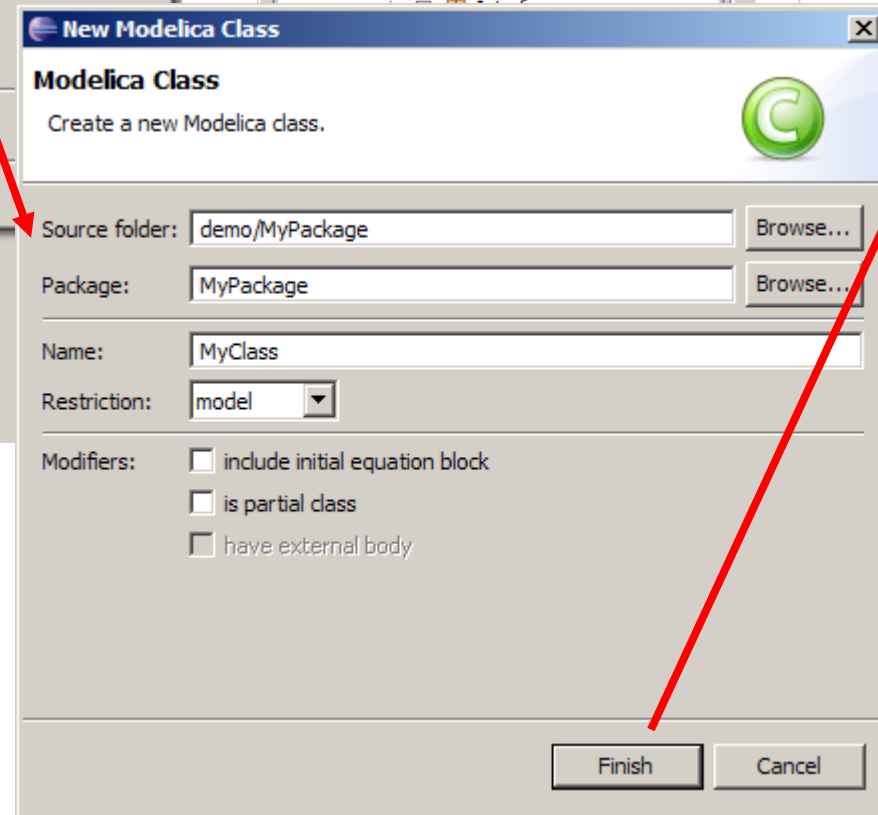 New Modelica Class
Modelica Class
Create a new Modelica class.
C
Source folder: demo/MyPackage Browse...
Package: MyPackage Browse...
Name: MyClass
Restriction: model
Modifiers: include initial equation block
is partial class
have external body
Finish Cancel